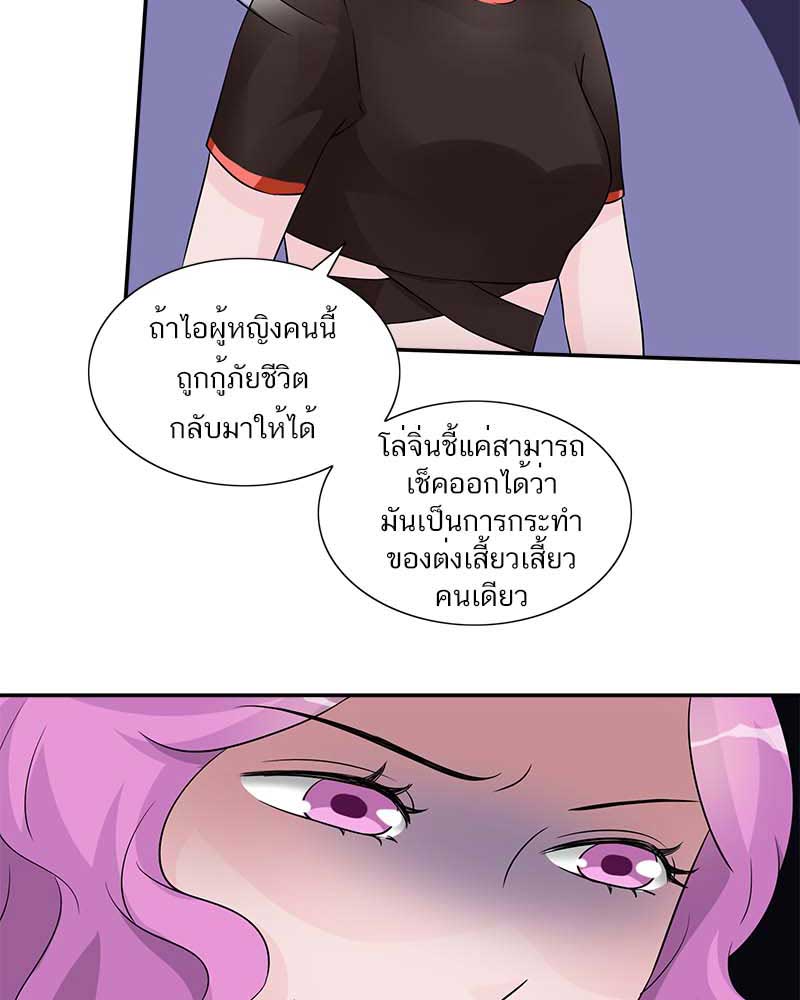 ถ้าไอผู้หญิงคนนี้
ถูกกู้ภัยชีวิต
กลับมาให้ได้
โล่จิ่นชี้แค่สามารถ
เช็คออกได้ว่า
มันเป็นการกระทำ
ของต่งเสี้ยวเสี้ยว
คนเดียว